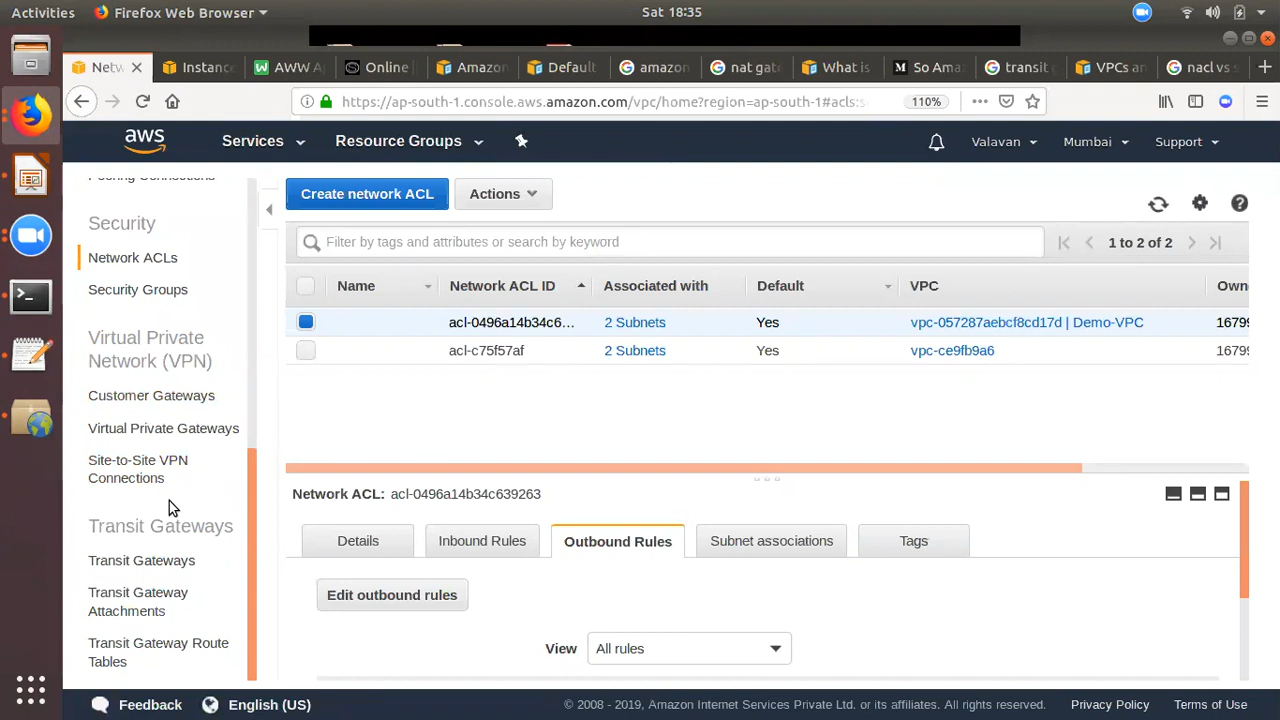 Activities
Firefox Web Browser
Sat 18:35
Netw
Instanc
AWW A
Online |
Amazon
Default
amazon
nat gate
What is
So Ama
transit g
VPCs an
nacl vs s
https://ap-south-1.console.aws.amazon.com/vpc/home?region=ap-south-1#acls:s
110%
aws
Services
Resource Groups
Valavan
Mumbai
Support
Peering Connections
Security
Network ACLs
Security Groups
Virtual Private
Network (VPN)
Customer Gateways
Virtual Private Gateways
Site-to-Site VPN
Connections
Transit Gateways
Transit Gateways
Transit Gateway
Attachments
Transit Gateway Route
Tables
Create network ACL
Actions
Filter by tags and attributes or search by keyword
1 to 2 of 2
Name
Network ACL ID
Associated with
Default
VPC
Owne
acl-0496a14b34c6...
2 Subnets
Yes
vpc-057287aebcf8cd17d | Demo-VPC
16799
acl-c75f57af
2 Subnets
Yes
vpc-ce9fb9a6
16799
Network ACL: acl-0496a14b34c639263
Details
Inbound Rules
Outbound Rules
Subnet associations
Tags
Edit outbound rules
View
All rules
Feedback
English (US)
© 2008 - 2019, Amazon Internet Services Private Ltd. or its affiliates. All rights reserved.
Privacy Policy
Terms of Use